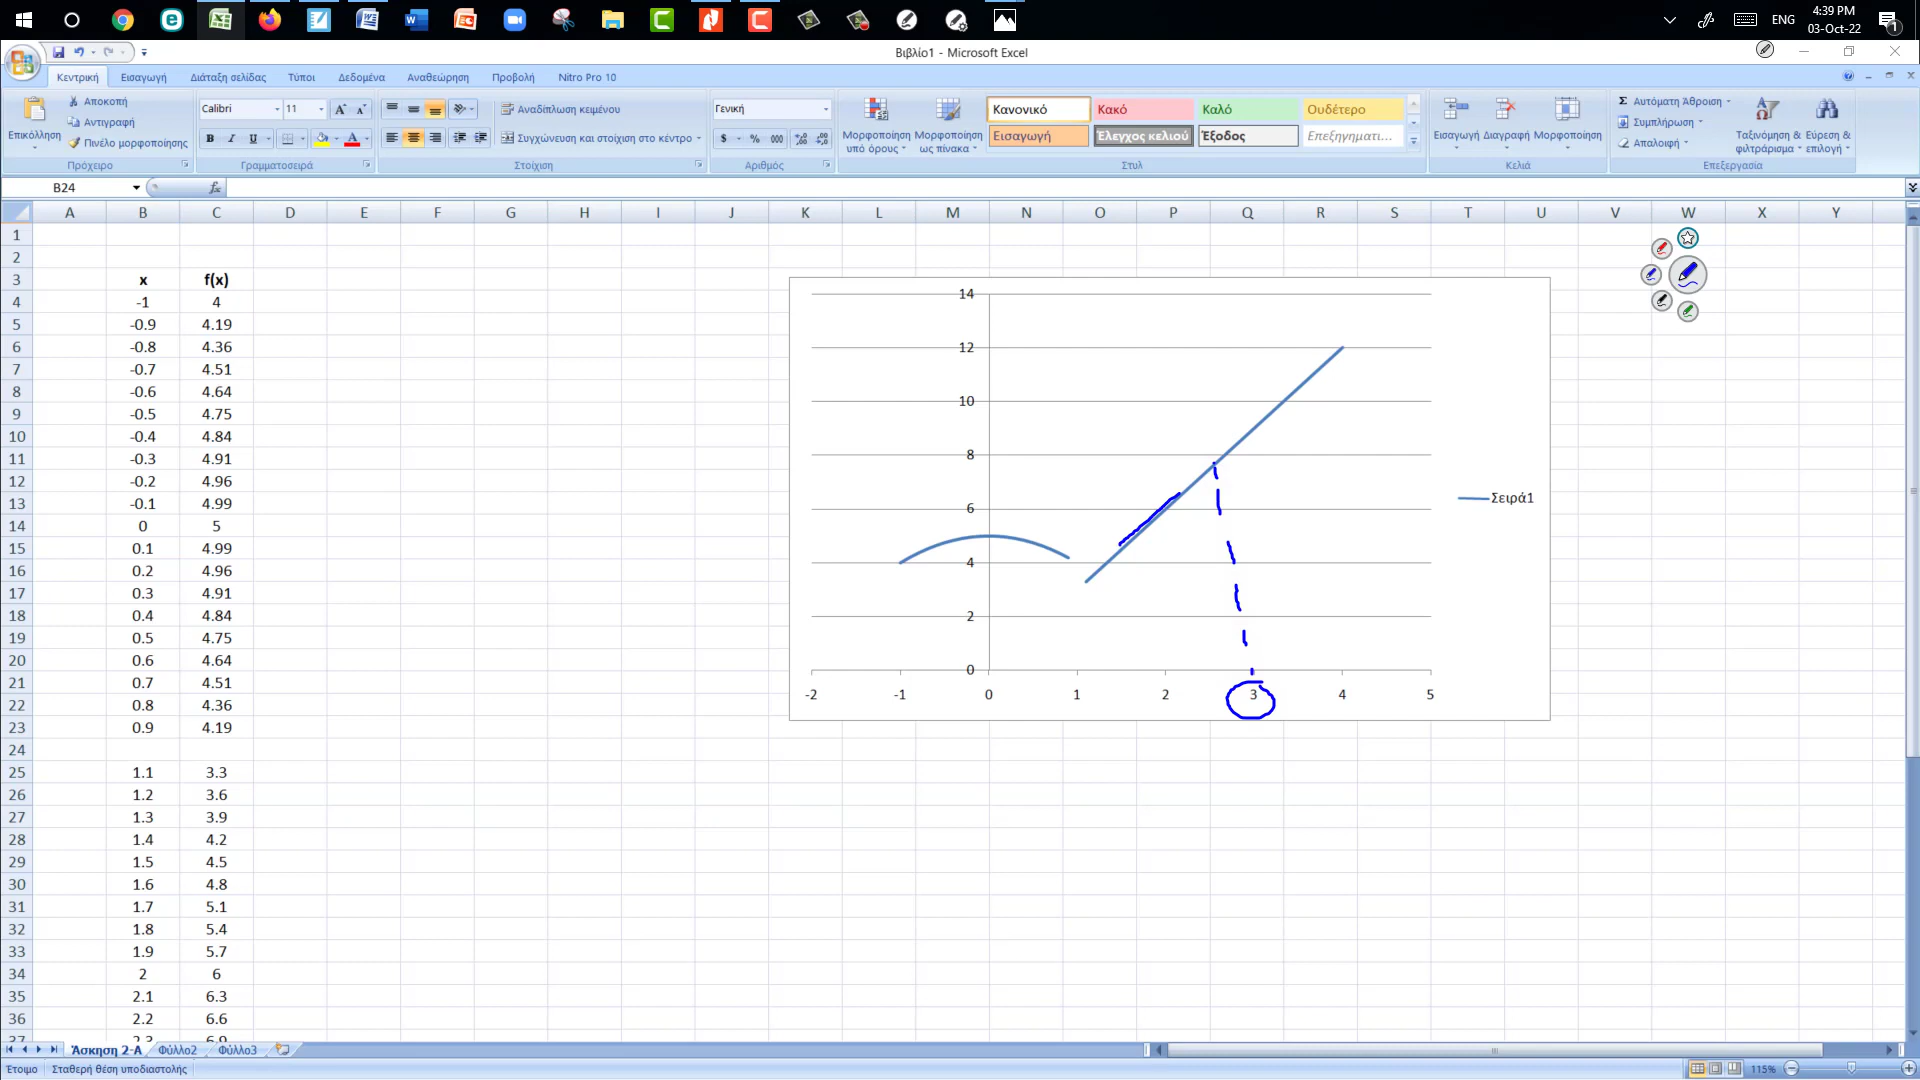 4:39 PM
ENG
03-Oct-22
1
Βιβλίο1 - Microsoft Excel
Κεντρική Εισαγωγή Διάταξη σελίδας Τύποι Δεδομένα Αναθεώρηση Προβολή Nitro Pro 10
Επικόλληση
Αποκοπή
Αντιγραφή
Πινέλο μορφοποίησης
Πρόχειρο
Calibri 11
B I U
Γραμματοσειρά
Αναδίπλωση κειμένου
Συγχώνευση και στοίχιση στο κέντρο
Στοίχιση
Γενική
$ % 000
Αριθμός
Μορφοποίηση υπό όρους
Μορφοποίηση ως πίνακα
Κανονικό Κακό Καλό Ουδέτερο
Εισαγωγή Έλεγχος κελιού Έξοδος Επεξηγηματι...
Στυλ
Εισαγωγή Διαγραφή Μορφοποίηση
Κελιά
Σ Αυτόματη Άθροιση
Συμπλήρωση
Απαλοιφή
Ταξινόμηση & φιλτράρισμα
Εύρεση & επιλογή
Επεξεργασία
B24 fx
A B C D E F G H I J K L M N O P Q R S T U V W X Y
1
2
3 x f(x)
4 -1 4
5 -0.9 4.19
6 -0.8 4.36
7 -0.7 4.51
8 -0.6 4.64
9 -0.5 4.75
10 -0.4 4.84
11 -0.3 4.91
12 -0.2 4.96
13 -0.1 4.99
14 0 5
15 0.1 4.99
16 0.2 4.96
17 0.3 4.91
18 0.4 4.84
19 0.5 4.75
20 0.6 4.64
21 0.7 4.51
22 0.8 4.36
23 0.9 4.19
24
25 1.1 3.3
26 1.2 3.6
27 1.3 3.9
28 1.4 4.2
29 1.5 4.5
30 1.6 4.8
31 1.7 5.1
32 1.8 5.4
33 1.9 5.7
34 2 6
35 2.1 6.3
36 2.2 6.6
37 2.3 6.9
14
12
10
8
6
4
2
0
-2 -1 0 1 2 3 4 5
Σειρά1
Άσκηση 2-Α Φύλλο2 Φύλλο3
Έτοιμο Σταθερή θέση υποδιαστολής
115%